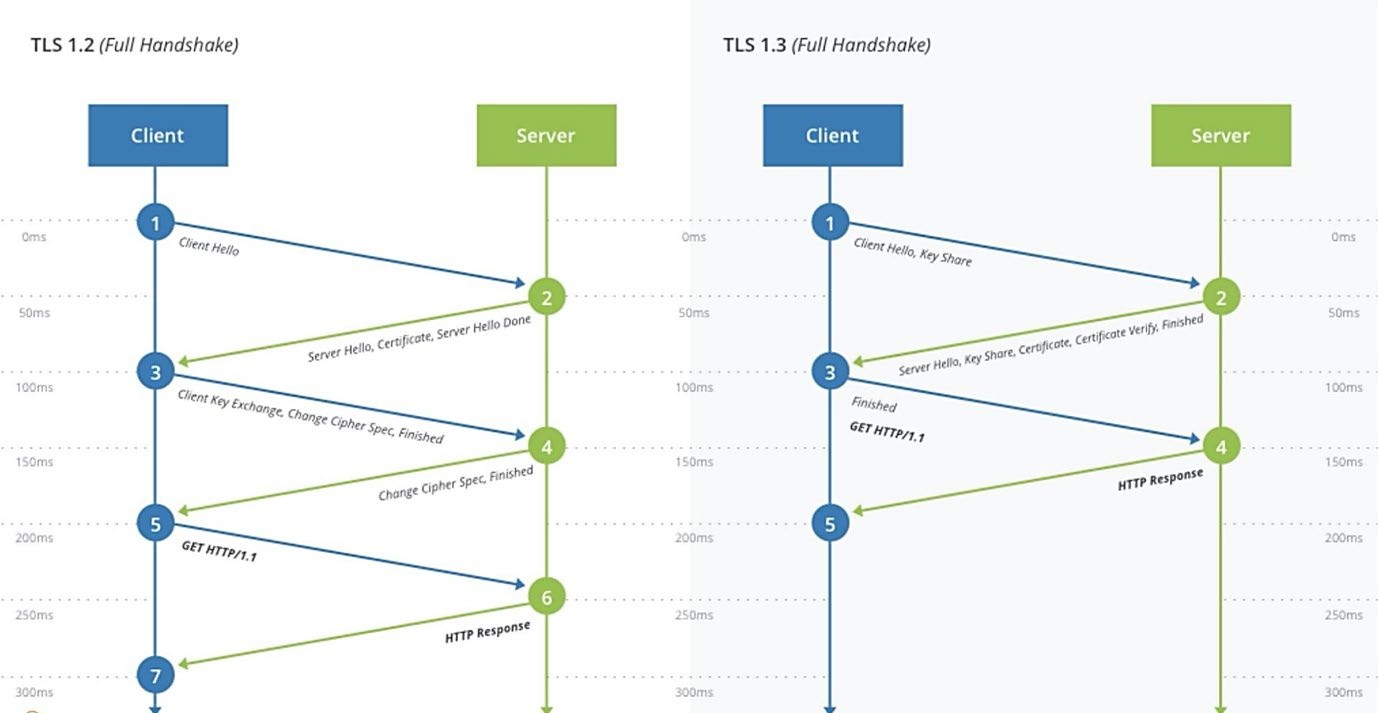 TLS 1.2 (Full Handshake)
Client
Server
1
0ms
Client Hello
2
50ms
Server Hello, Certificate, Server Hello Done
3
100ms
Client Key Exchange, Change Cipher Spec, Finished
4
150ms
Change Cipher Spec, Finished
5
200ms
GET HTTP/1.1
6
250ms
HTTP Response
7
300ms
TLS 1.3 (Full Handshake)
Client
Server
1
0ms
0ms
Client Hello, Key Share
2
50ms
50ms
Server Hello, Key Share, Certificate, Certificate Verify, Finished
3
100ms
100ms
Finished
GET HTTP/1.1
4
150ms
150ms
HTTP Response
5
200ms
200ms
250ms
250ms
300ms
300ms